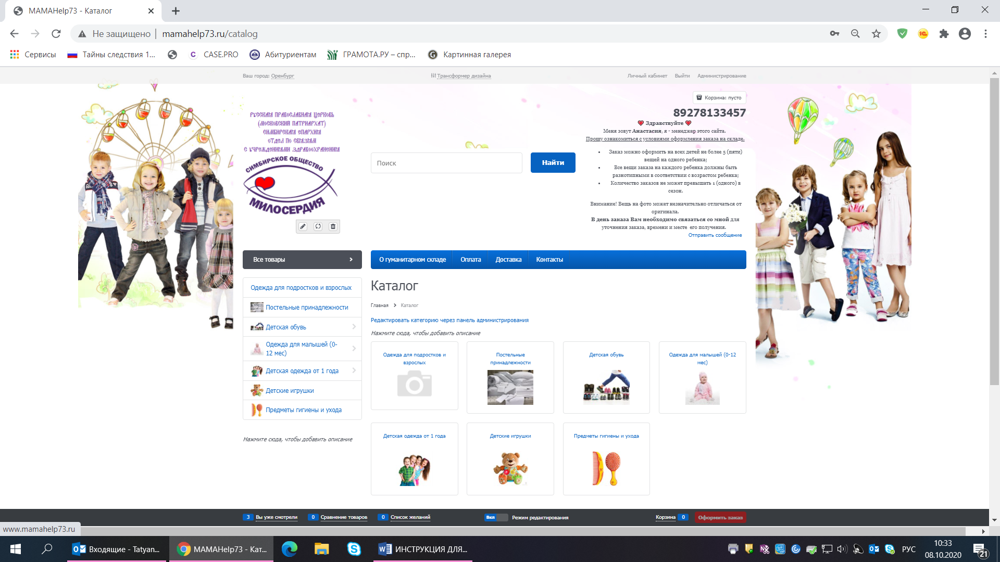 MAMAHelp73 - Каталог
Не защищено
mamahelp73.ru/catalog
Сервисы
Тайны следствия 1...
CASE.PRO
Абитуриентам
ГРАМОТА.РУ – спр...
Картинная галерея
Ваш город: Оренбург
Трансформер дизайна
Личный кабинет
Выйти
Администрирование
Корзина: пусто
89278133457
Здравствуйте
Меня зовут Анастасия, я - менеджер этого сайта.
Прошу ознакомиться с условиями оформления заказа на складе.
• Заказ можно оформить на всех детей не более 5 (пяти)
вещей на одного ребенка;
• Все вещи заказа на каждого ребенка должны быть
разнотипными в соответствии с возрастом ребенка;
• Количество заказов не может превышать 1 (одного) в
сезон.
Внимание! Вещь на фото может незначительно отличаться от
оригинала.
В день заказа Вам необходимо связаться со мной для
уточнения заказа, времени и месте его получения.
Отправить сообщение
РУССКАЯ ПРАВОСЛАВНАЯ ЦЕРКОВЬ
(МОСКОВСКИЙ ПАТРИАРХАТ)
СИМБИРСКАЯ ЕПАРХИЯ
ОТДЕЛ ПО СВЯЗЯМ
С УЧРЕЖДЕНИЯМИ ЗДРАВООХРАНЕНИЯ
СИМБИРСКОЕ ОБЩЕСТВО
МИЛОСЕРДИЯ
Поиск
Найти
Все товары
О гуманитарном складе
Оплата
Доставка
Контакты
Одежда для подростков и взрослых
Постельные принадлежности
Детская обувь
Одежда для малышей (0-
12 мес)
Детская одежда от 1 года
Детские игрушки
Предметы гигиены и ухода
Нажмите сюда, чтобы добавить описание
Каталог
Главная
Каталог
Редактировать категорию через панель администрирования
Нажмите сюда, чтобы добавить описание
Одежда для подростков и
взрослых
Постельные
принадлежности
Детская обувь
Одежда для малышей (0-12
мес)
Детская одежда от 1 года
Детские игрушки
Предметы гигиены и ухода
3 Вы уже смотрели
0 Сравнение товаров
0 Список желаний
Вкл Режим редактирования
Корзина 0
Оформить заказ
www.mamahelp73.ru
Входящие - Tatyan...
MAMAHelp73 - Кат...
ИНСТРУКЦИЯ ДЛЯ...
РУС
10:33
08.10.2020
21